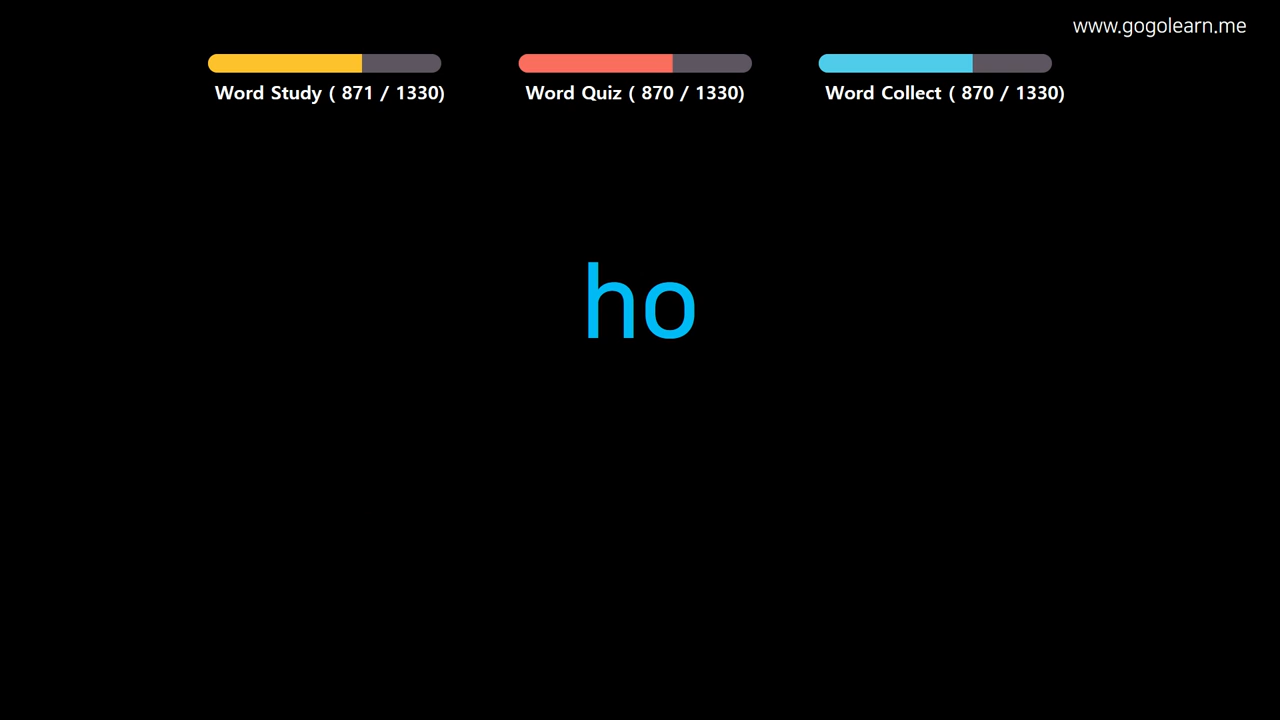 www.gogolearn.me
Word Study ( 871 / 1330)
Word Quiz ( 870 / 1330)
Word Collect ( 870 / 1330)
ho